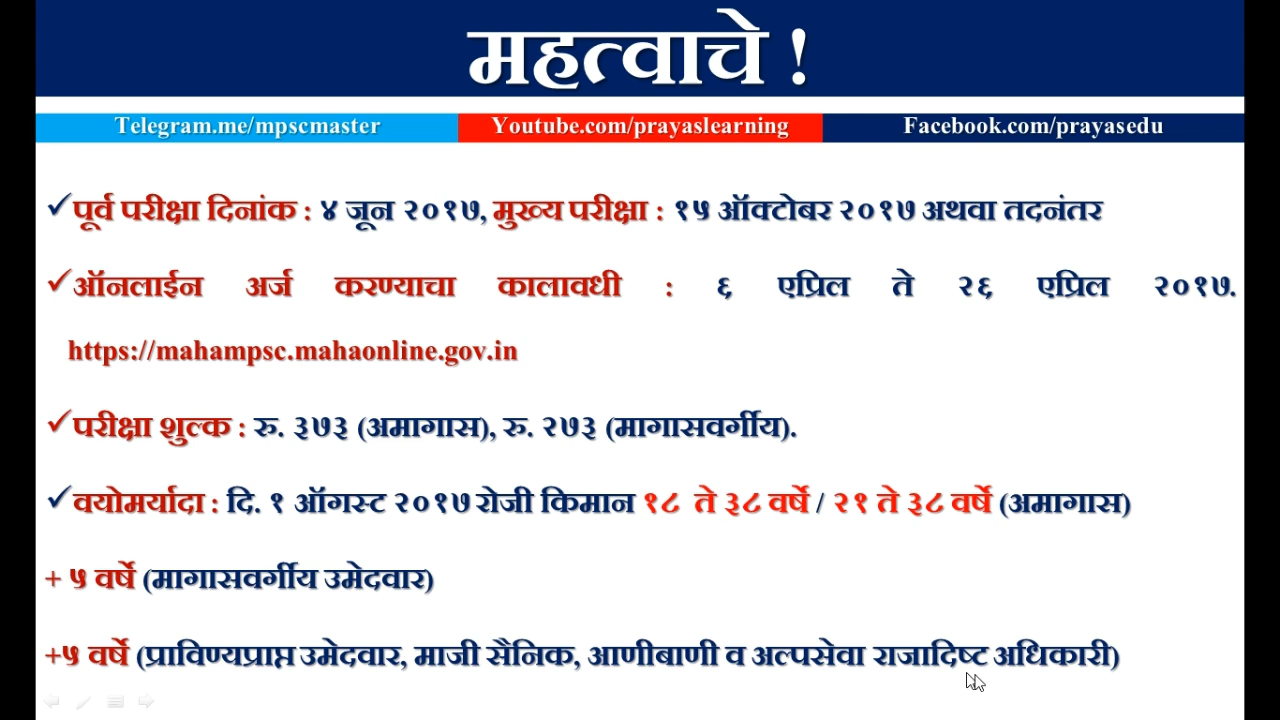 महत्वाचे !
Telegram.me/mpscmaster Youtube.com/prayaslearning Facebook.com/prayasedu
✓पूर्व परीक्षा दिनांक : ४ जून २०१७, मुख्य परीक्षा : १५ ऑक्टोबर २०१७ अथवा तदनंतर
✓ऑनलाईन अर्ज करण्याचा कालावधी : ६ एप्रिल ते २६ एप्रिल २०१७.
https://mahampsc.mahaonline.gov.in
✓परीक्षा शुल्क : रु. ३७३ (अमागास), रु. २७३ (मागासवर्गीय).
✓वयोमर्यादा : दि. १ ऑगस्ट २०१७ रोजी किमान १८ ते ३८ वर्षे / २१ ते ३८ वर्षे (अमागास)
+ ५ वर्षे (मागासवर्गीय उमेदवार)
+५ वर्षे (प्राविण्यप्राप्त उमेदवार, माजी सैनिक, आणीबाणी व अल्पसेवा राजादिष्ट अधिकारी)